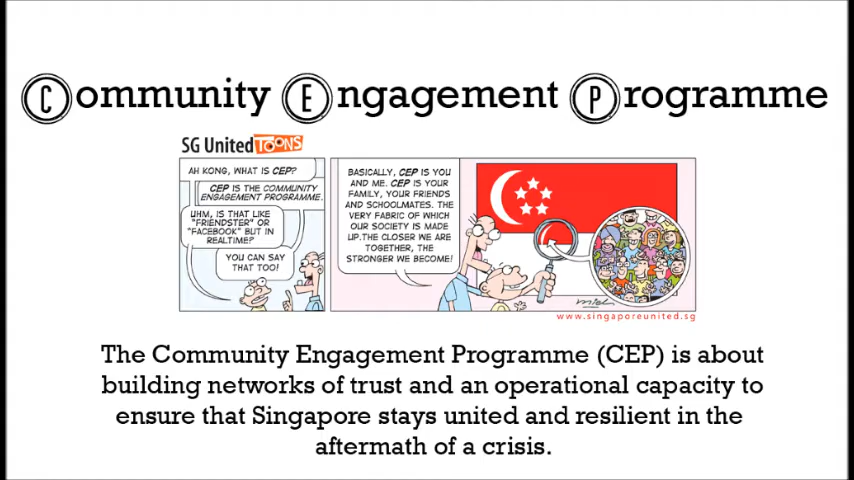 Community Engagement Programme
SG United TOONS
AH KONG, WHAT IS CEP?
CEP IS THE COMMUNITY
ENGAGEMENT PROGRAMME.
UHM, IS THAT LIKE
"FRIENDSTER" OR
"FACEBOOK" BUT IN
REALTIME?
YOU CAN SAY
THAT TOO!
BASICALLY, CEP IS YOU
AND ME. CEP IS YOUR
FAMILY, YOUR FRIENDS
AND SCHOOLMATES. THE
VERY FABRIC OF WHICH
OUR SOCIETY IS MADE
UP.THE CLOSER WE ARE
TOGETHER, THE
STRONGER WE BECOME!
www.singaporeunited.sg
The Community Engagement Programme (CEP) is about
building networks of trust and an operational capacity to
ensure that Singapore stays united and resilient in the
aftermath of a crisis.